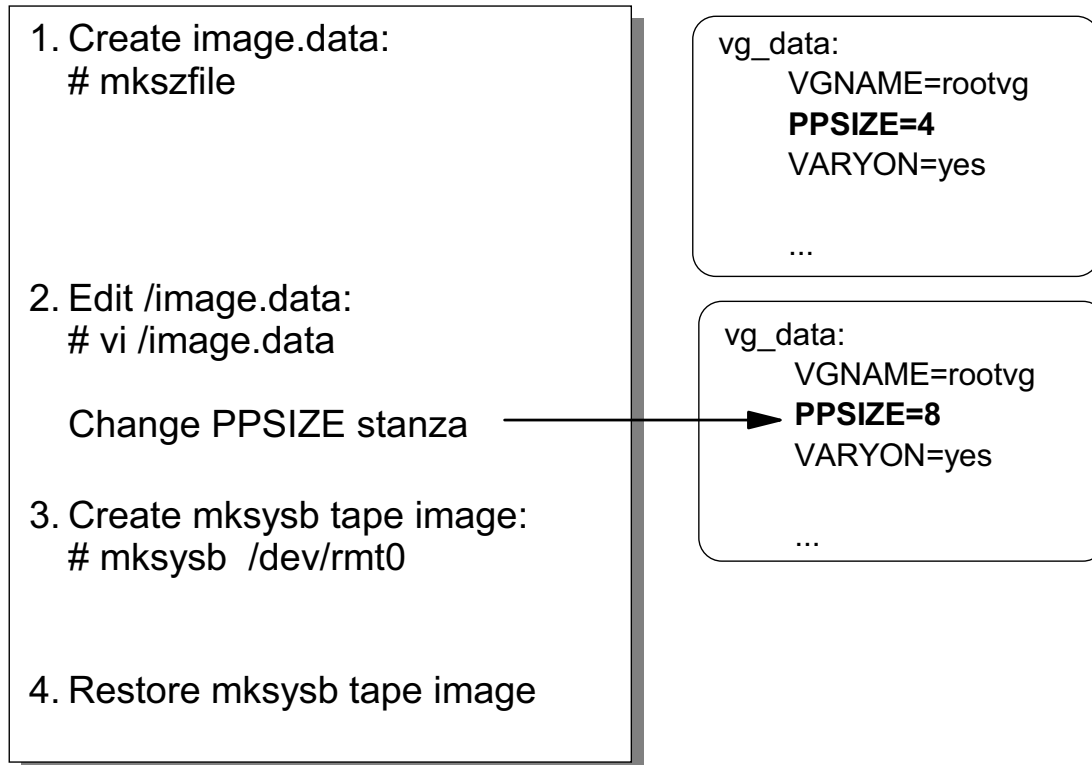 1. Create image.data:
# mkszfile
2. Edit /image.data:
# vi /image.data
Change PPSIZE stanza
3. Create mksysb tape image:
# mksysb /dev/rmt0
4. Restore mksysb tape image
vg_data:
VGNAME=rootvg
PPSIZE=4
VARYON=yes
...
vg_data:
VGNAME=rootvg
PPSIZE=8
VARYON=yes
...